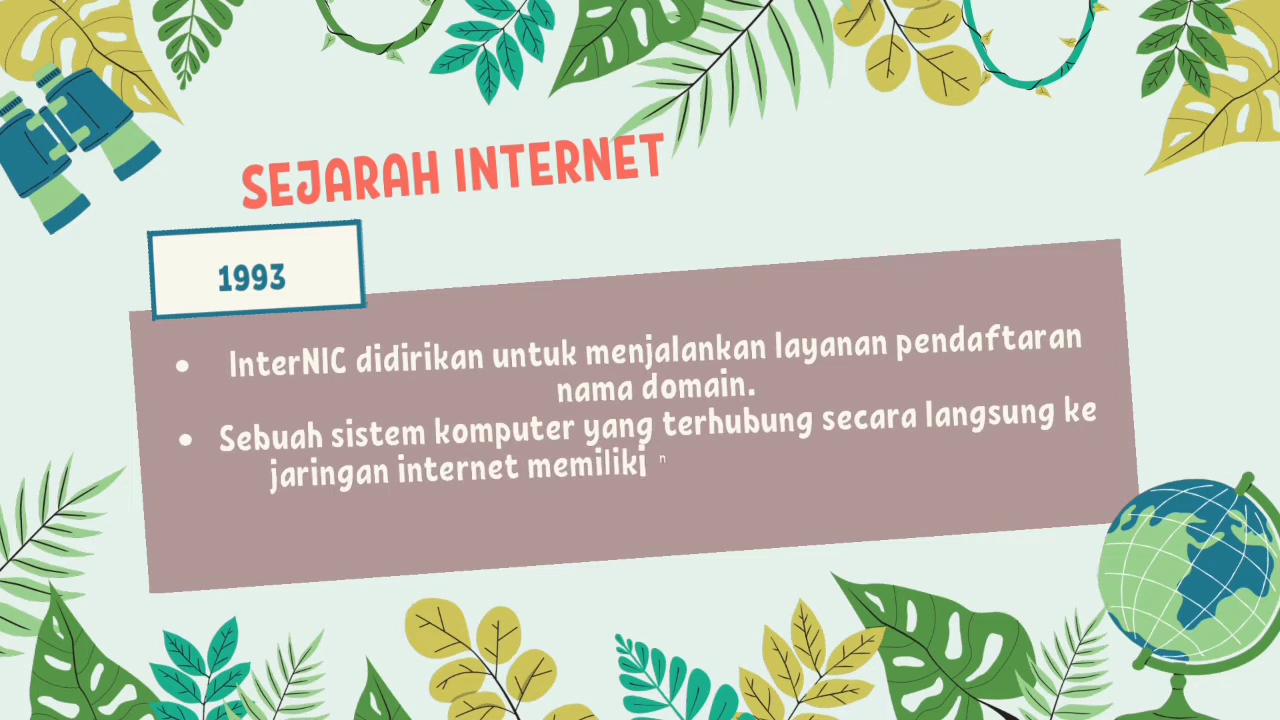 SEJARAH INTERNET
1993
• InterNIC didirikan untuk menjalankan layanan pendaftaran
nama domain.
• Sebuah sistem komputer yang terhubung secara langsung ke
jaringan internet memiliki n